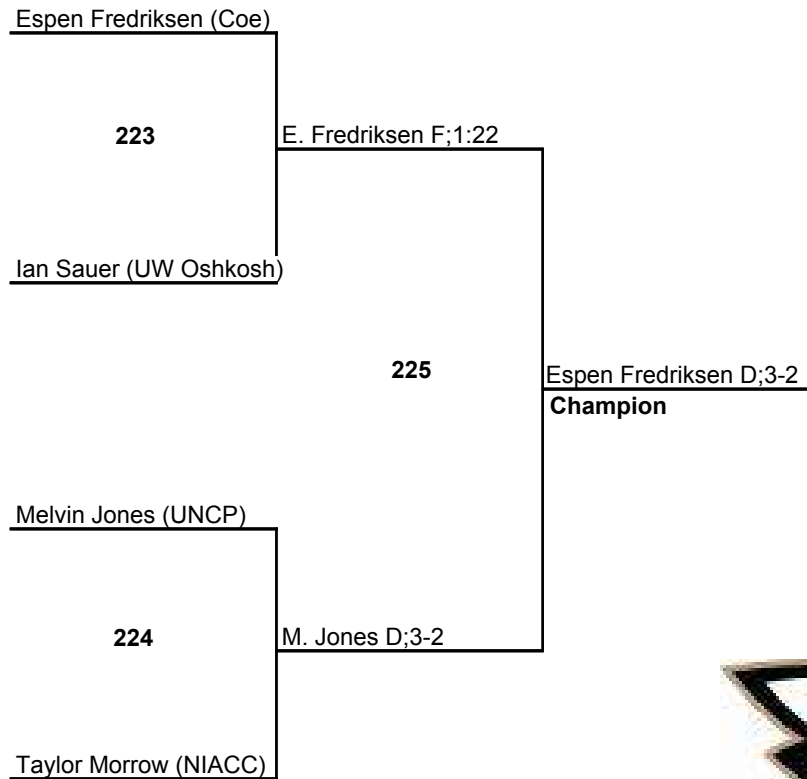 Espen Fredriksen (Coe)
223
E. Fredriksen F;1:22
Ian Sauer (UW Oshkosh)
225
Espen Fredriksen D;3-2
Champion
Melvin Jones (UNCP)
224
M. Jones D;3-2
Taylor Morrow (NIACC)